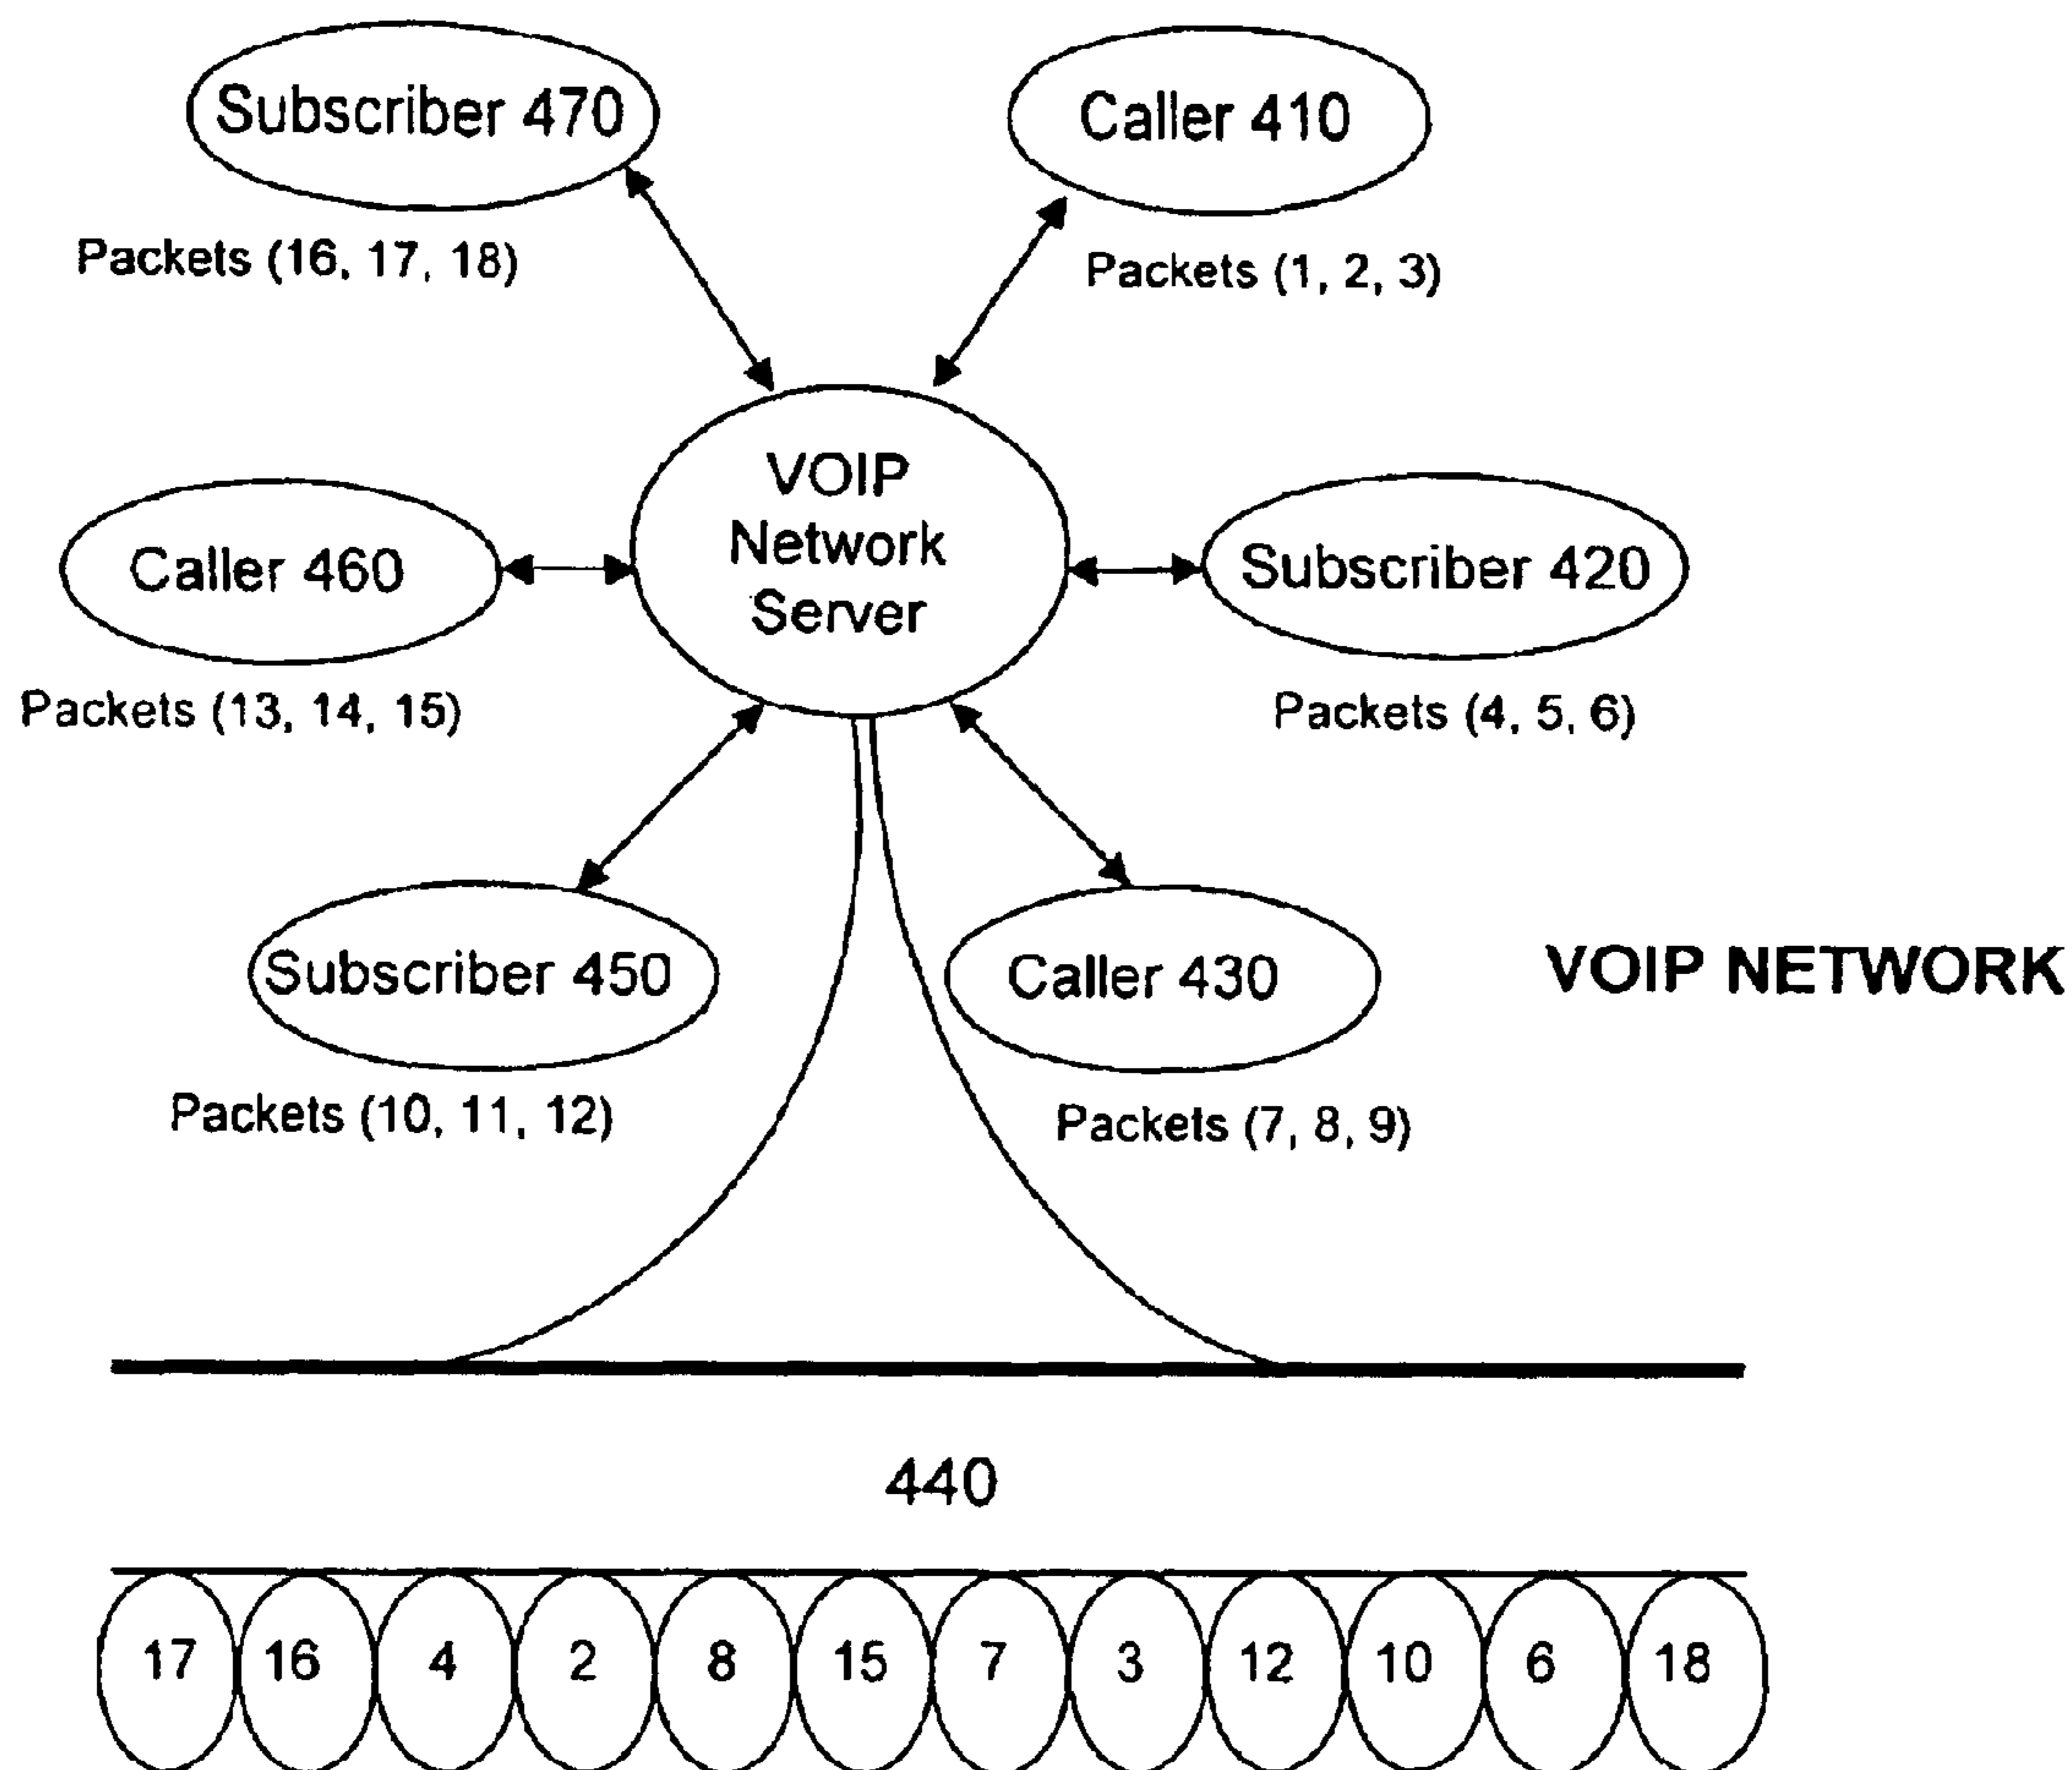 Subscriber 470
Caller 410
Packets (16, 17, 18)
Packets (1, 2, 3)
VOIP
Network
Server
Caller 460
Subscriber 420
Packets (13, 14, 15)
Packets (4, 5, 6)
Subscriber 450
Caller 430
VOIP NETWORK
Packets (10, 11, 12)
Packets (7, 8, 9)
440
17 16 4 2 8 15 7 3 12 10 6 18